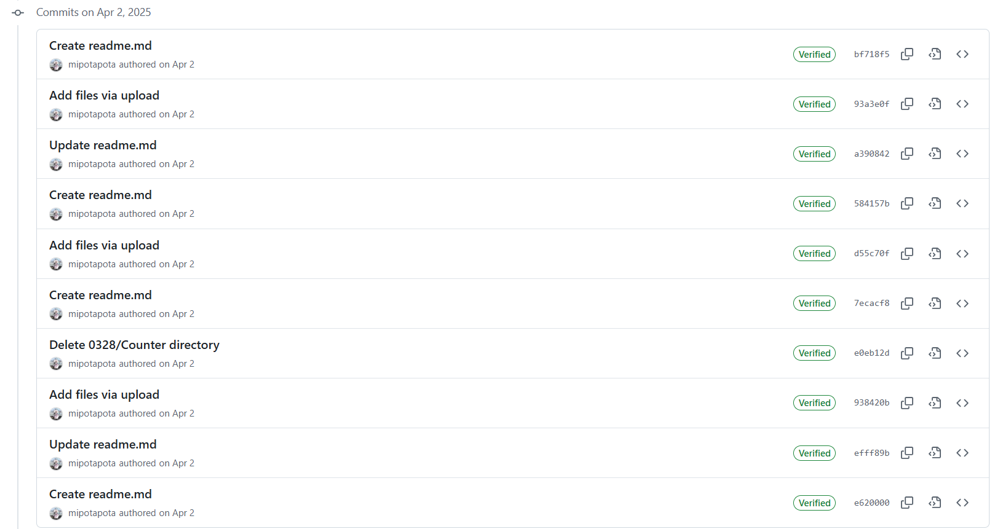 Commits on Apr 2, 2025
Create readme.md
mipotapota authored on Apr 2
Verified
bf718f5
Add files via upload
mipotapota authored on Apr 2
Verified
93a3e0f
Update readme.md
mipotapota authored on Apr 2
Verified
a390842
Create readme.md
mipotapota authored on Apr 2
Verified
584157b
Add files via upload
mipotapota authored on Apr 2
Verified
d55c70f
Create readme.md
mipotapota authored on Apr 2
Verified
7ecacf8
Delete 0328/Counter directory
mipotapota authored on Apr 2
Verified
e0eb12d
Add files via upload
mipotapota authored on Apr 2
Verified
938420b
Update readme.md
mipotapota authored on Apr 2
Verified
efff89b
Create readme.md
mipotapota authored on Apr 2
Verified
e620000